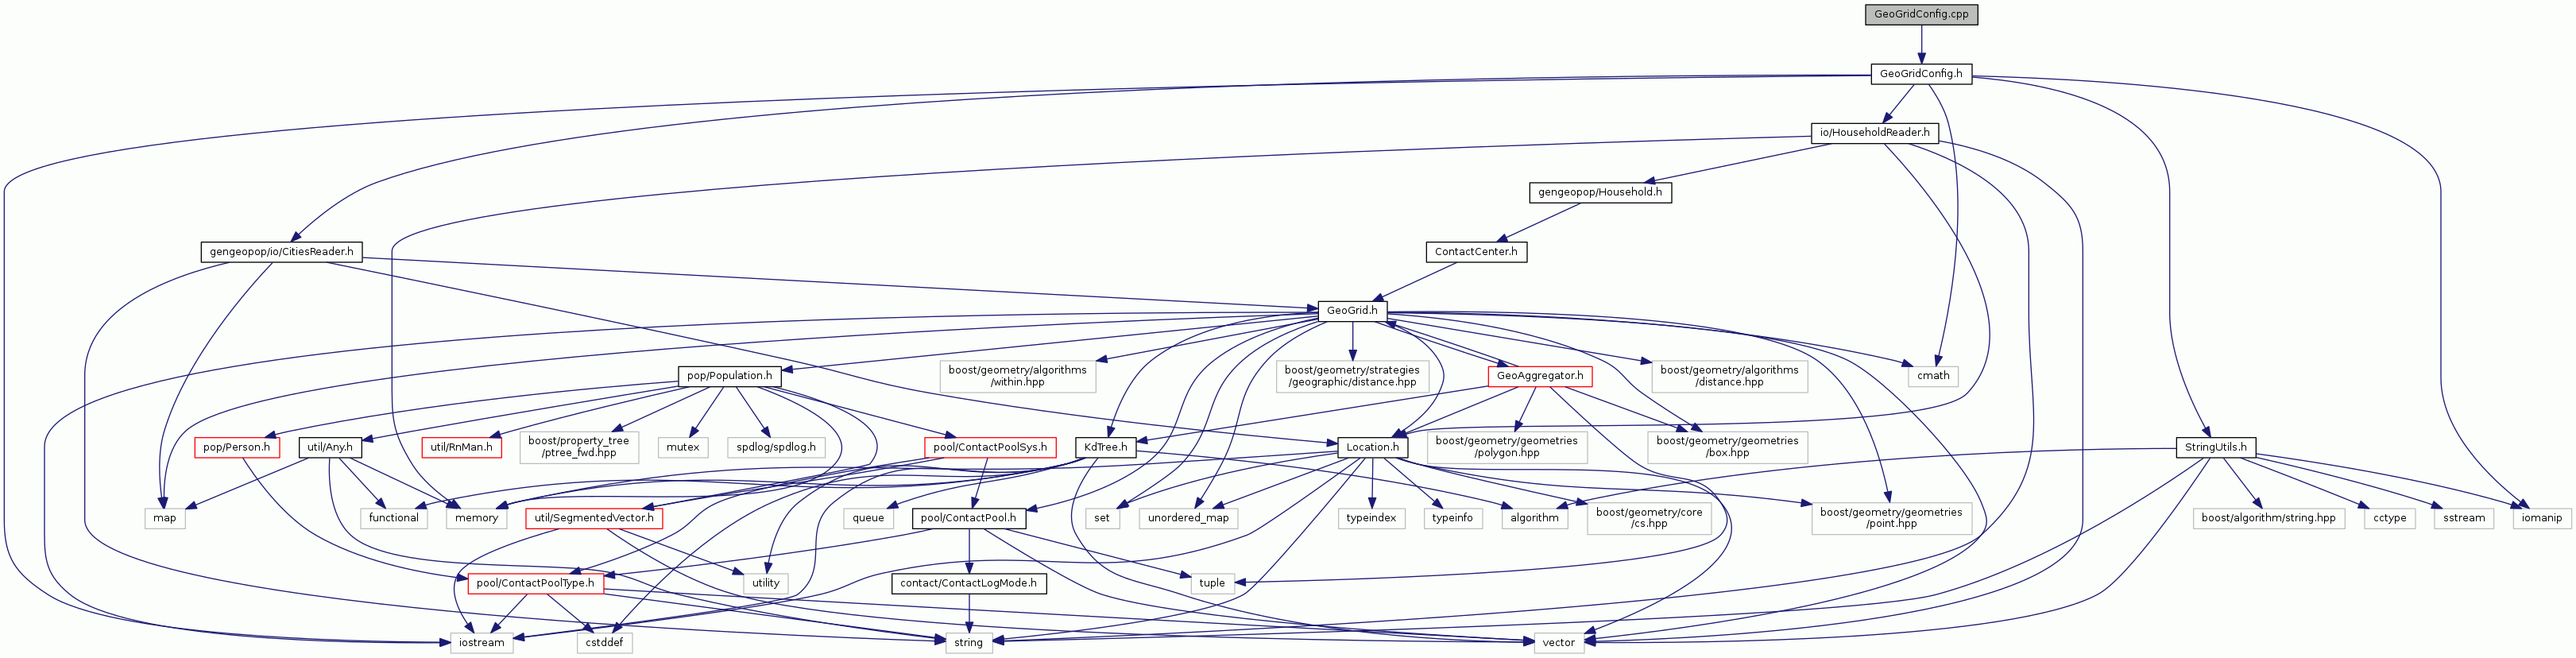 GeoGridConfig.cpp
GeoGridConfig.h
io/HouseholdReader.h
gengeopop/Household.h
gengeopop/io/CitiesReader.h
ContactCenter.h
GeoGrid.h
pop/Population.h
boost/geometry/algorithms
/within.hpp
boost/geometry/strategies
/geographic/distance.hpp
GeoAggregator.h
boost/geometry/algorithms
/distance.hpp
cmath
pop/Person.h
util/Any.h
util/RnMan.h
boost/property_tree
/ptree_fwd.hpp
mutex
spdlog/spdlog.h
pool/ContactPoolSys.h
KdTree.h
Location.h
boost/geometry/geometries
/polygon.hpp
boost/geometry/geometries
/box.hpp
StringUtils.h
map
functional
memory
util/SegmentedVector.h
queue
pool/ContactPool.h
set
unordered_map
typeindex
typeinfo
algorithm
boost/geometry/core
/cs.hpp
boost/geometry/geometries
/point.hpp
boost/algorithm/string.hpp
cctype
sstream
iomanip
pool/ContactPoolType.h
utility
contact/ContactLogMode.h
tuple
iostream
cstddef
string
vector